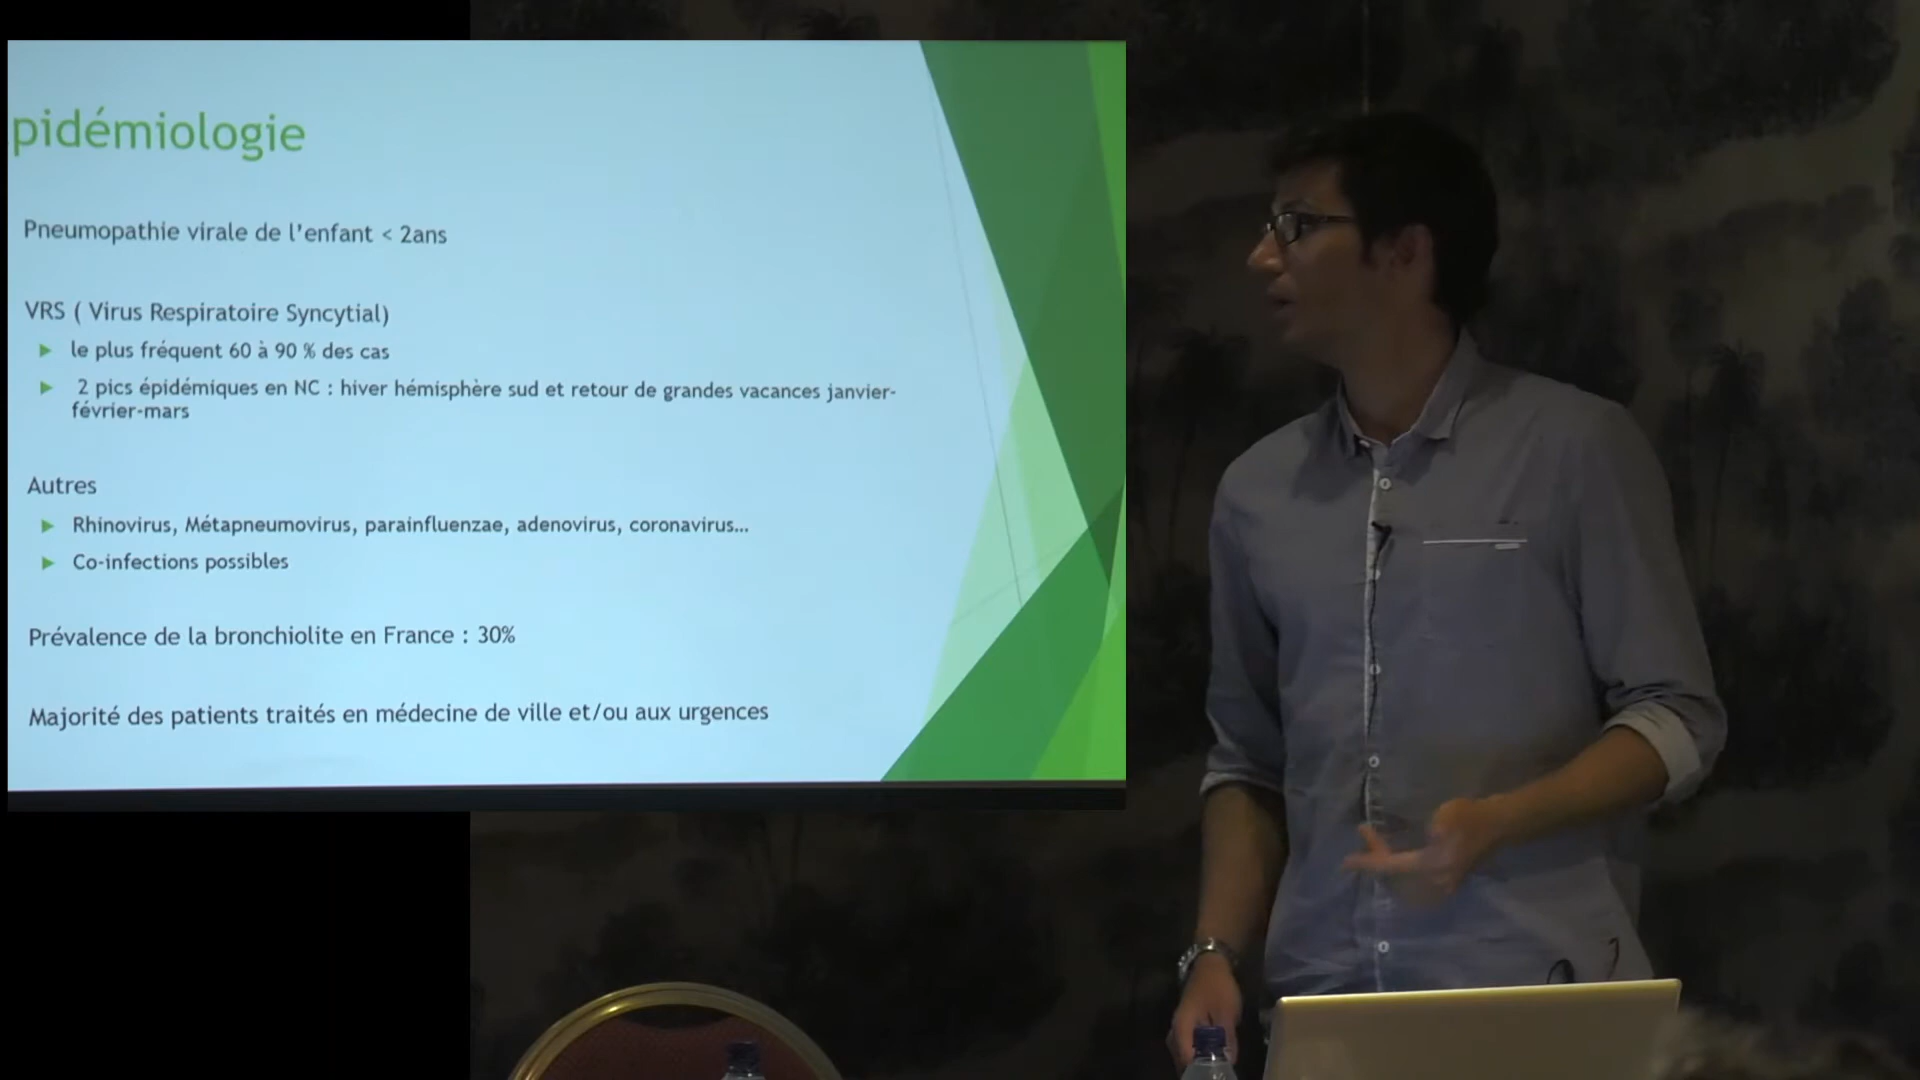 pidémiologie
Pneumopathie virale de l'enfant < 2ans
VRS ( Virus Respiratoire Syncytial)
le plus fréquent 60 à 90 % des cas
2 pics épidémiques en NC : hiver hémisphère sud et retour de grandes vacances janvier-
février-mars
Autres
Rhinovirus, Métapneumovirus, parainfluenzae, adenovirus, coronavirus...
Co-infections possibles
Prévalence de la bronchiolite en France : 30%
Majorité des patients traités en médecine de ville et/ou aux urgences